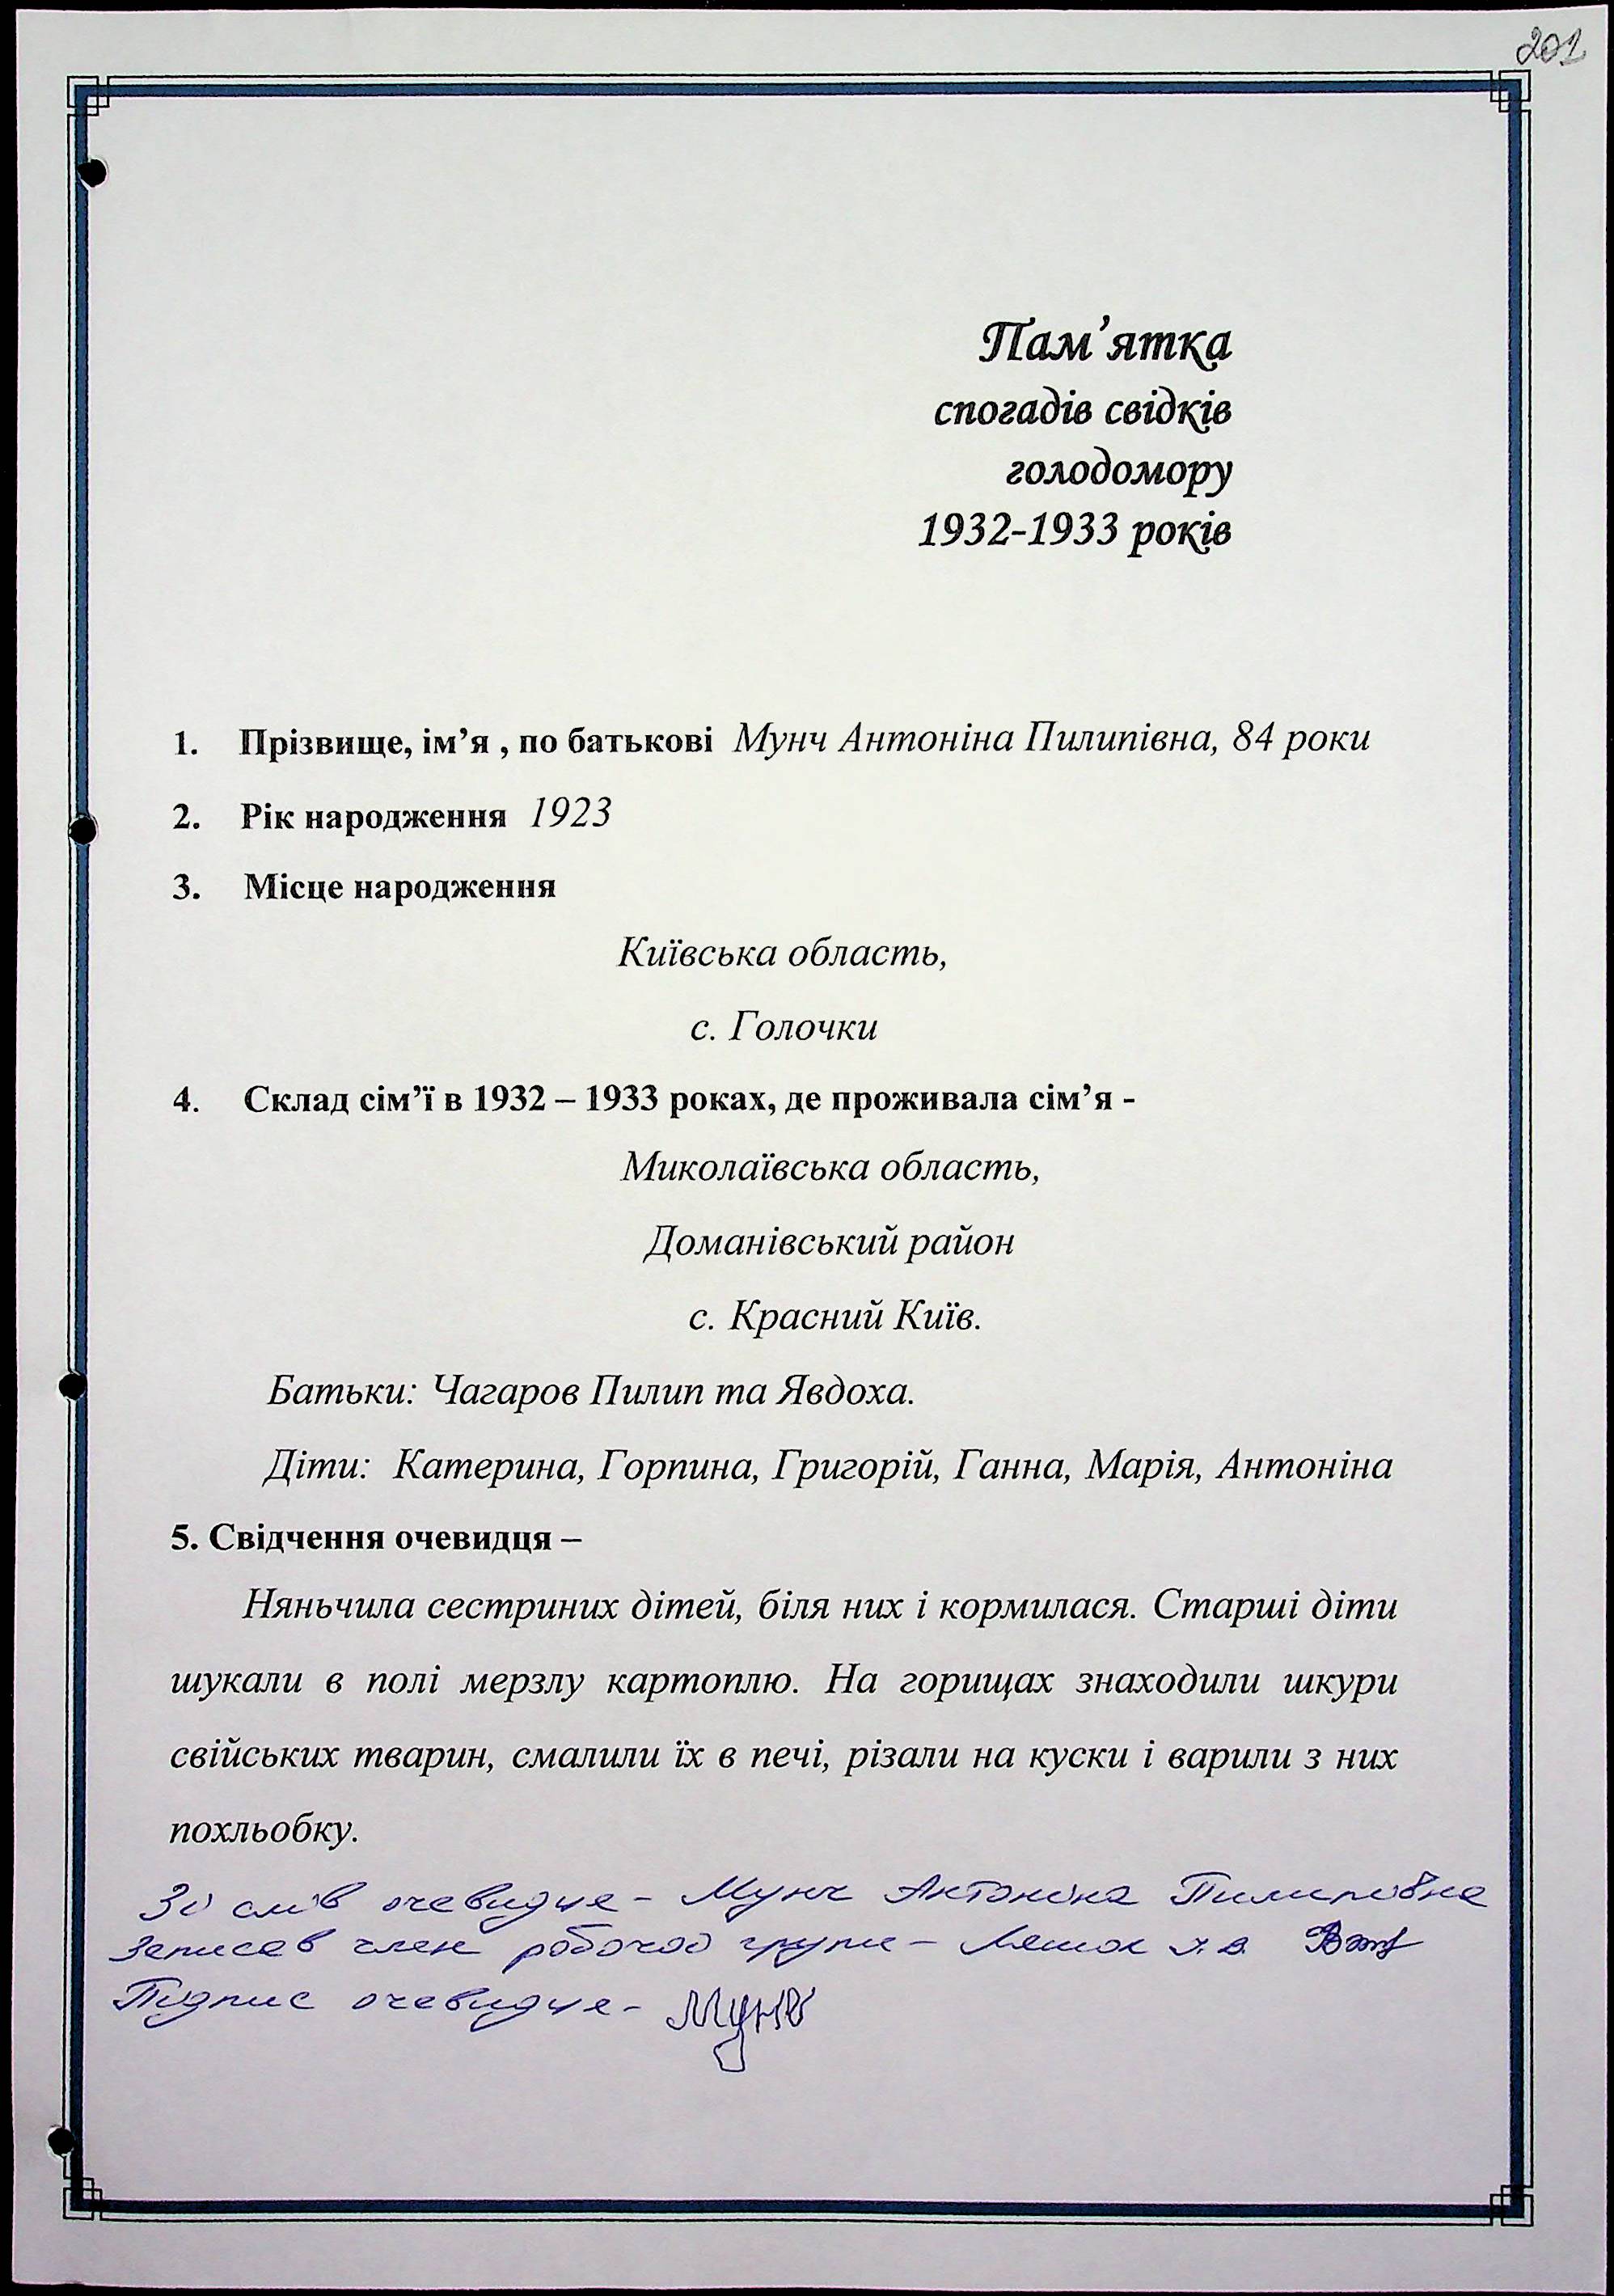 201
Пам'ятка
спогадів свідків
голодомору
1932-1933 років
1. Прізвище, ім'я , по батькові Мунч Антоніна Пилипівна, 84 роки
2. Рік народження 1923
3. Місце народження
Київська область,
с. Голочки
4. Склад сім'ї в 1932 – 1933 роках, де проживала сім'я -
Миколаївська область,
Доманівський район
с. Красний Київ.
Батьки: Чагаров Пилип та Явдоха.
Діти: Катерина, Горпина, Григорій, Ганна, Марія, Антоніна
5. Свідчення очевидця –
Няньчила сестриних дітей, біля них і кормилася. Старші діти
шукали в полі мерзлу картоплю. На горищах знаходили шкури
свійських тварин, смалили їх в печі, різали на куски і варили з них
похльобку.
Зі слів очевидця - Мунч Антоніна Пилипівна
Записав член робочої групи -
Підпис очевидця - Мунч